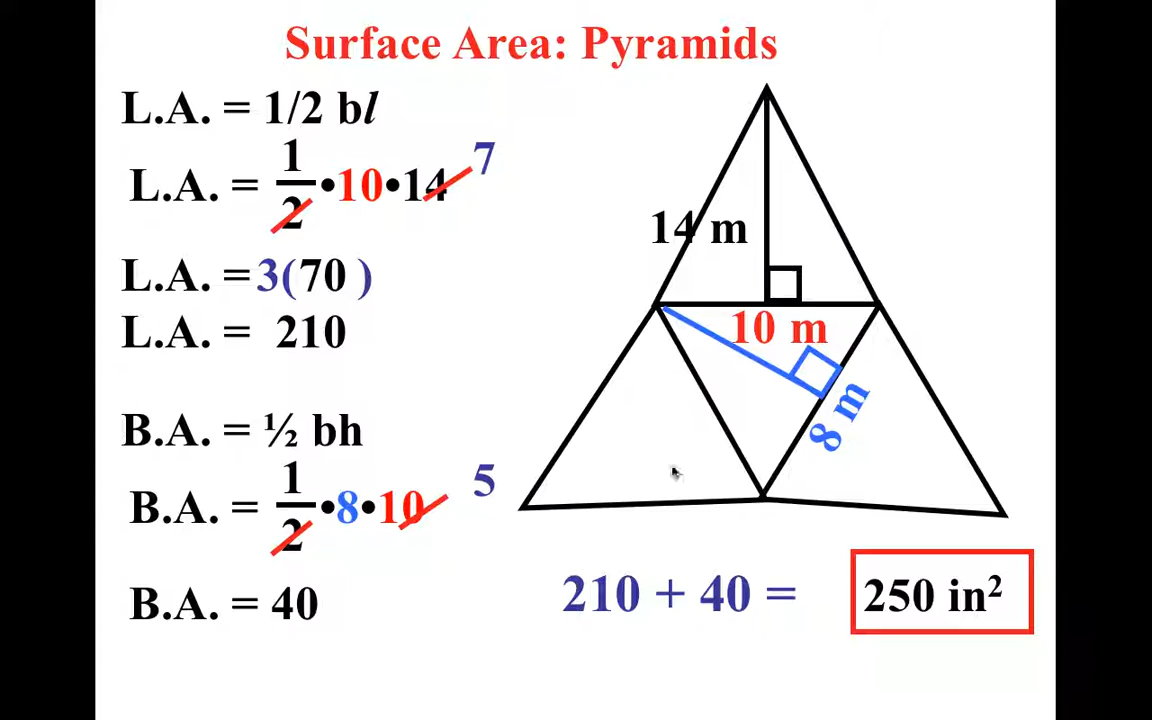 Surface Area: Pyramids
L.A. = 1/2 bl
L.A. = 1/2 •10•14 7
L.A. = 3(70 )
L.A. = 210
B.A. = ½ bh
B.A. = 1/2 •8•10 5
B.A. = 40
14 m
10 m
8 m
210 + 40 = 250 in²